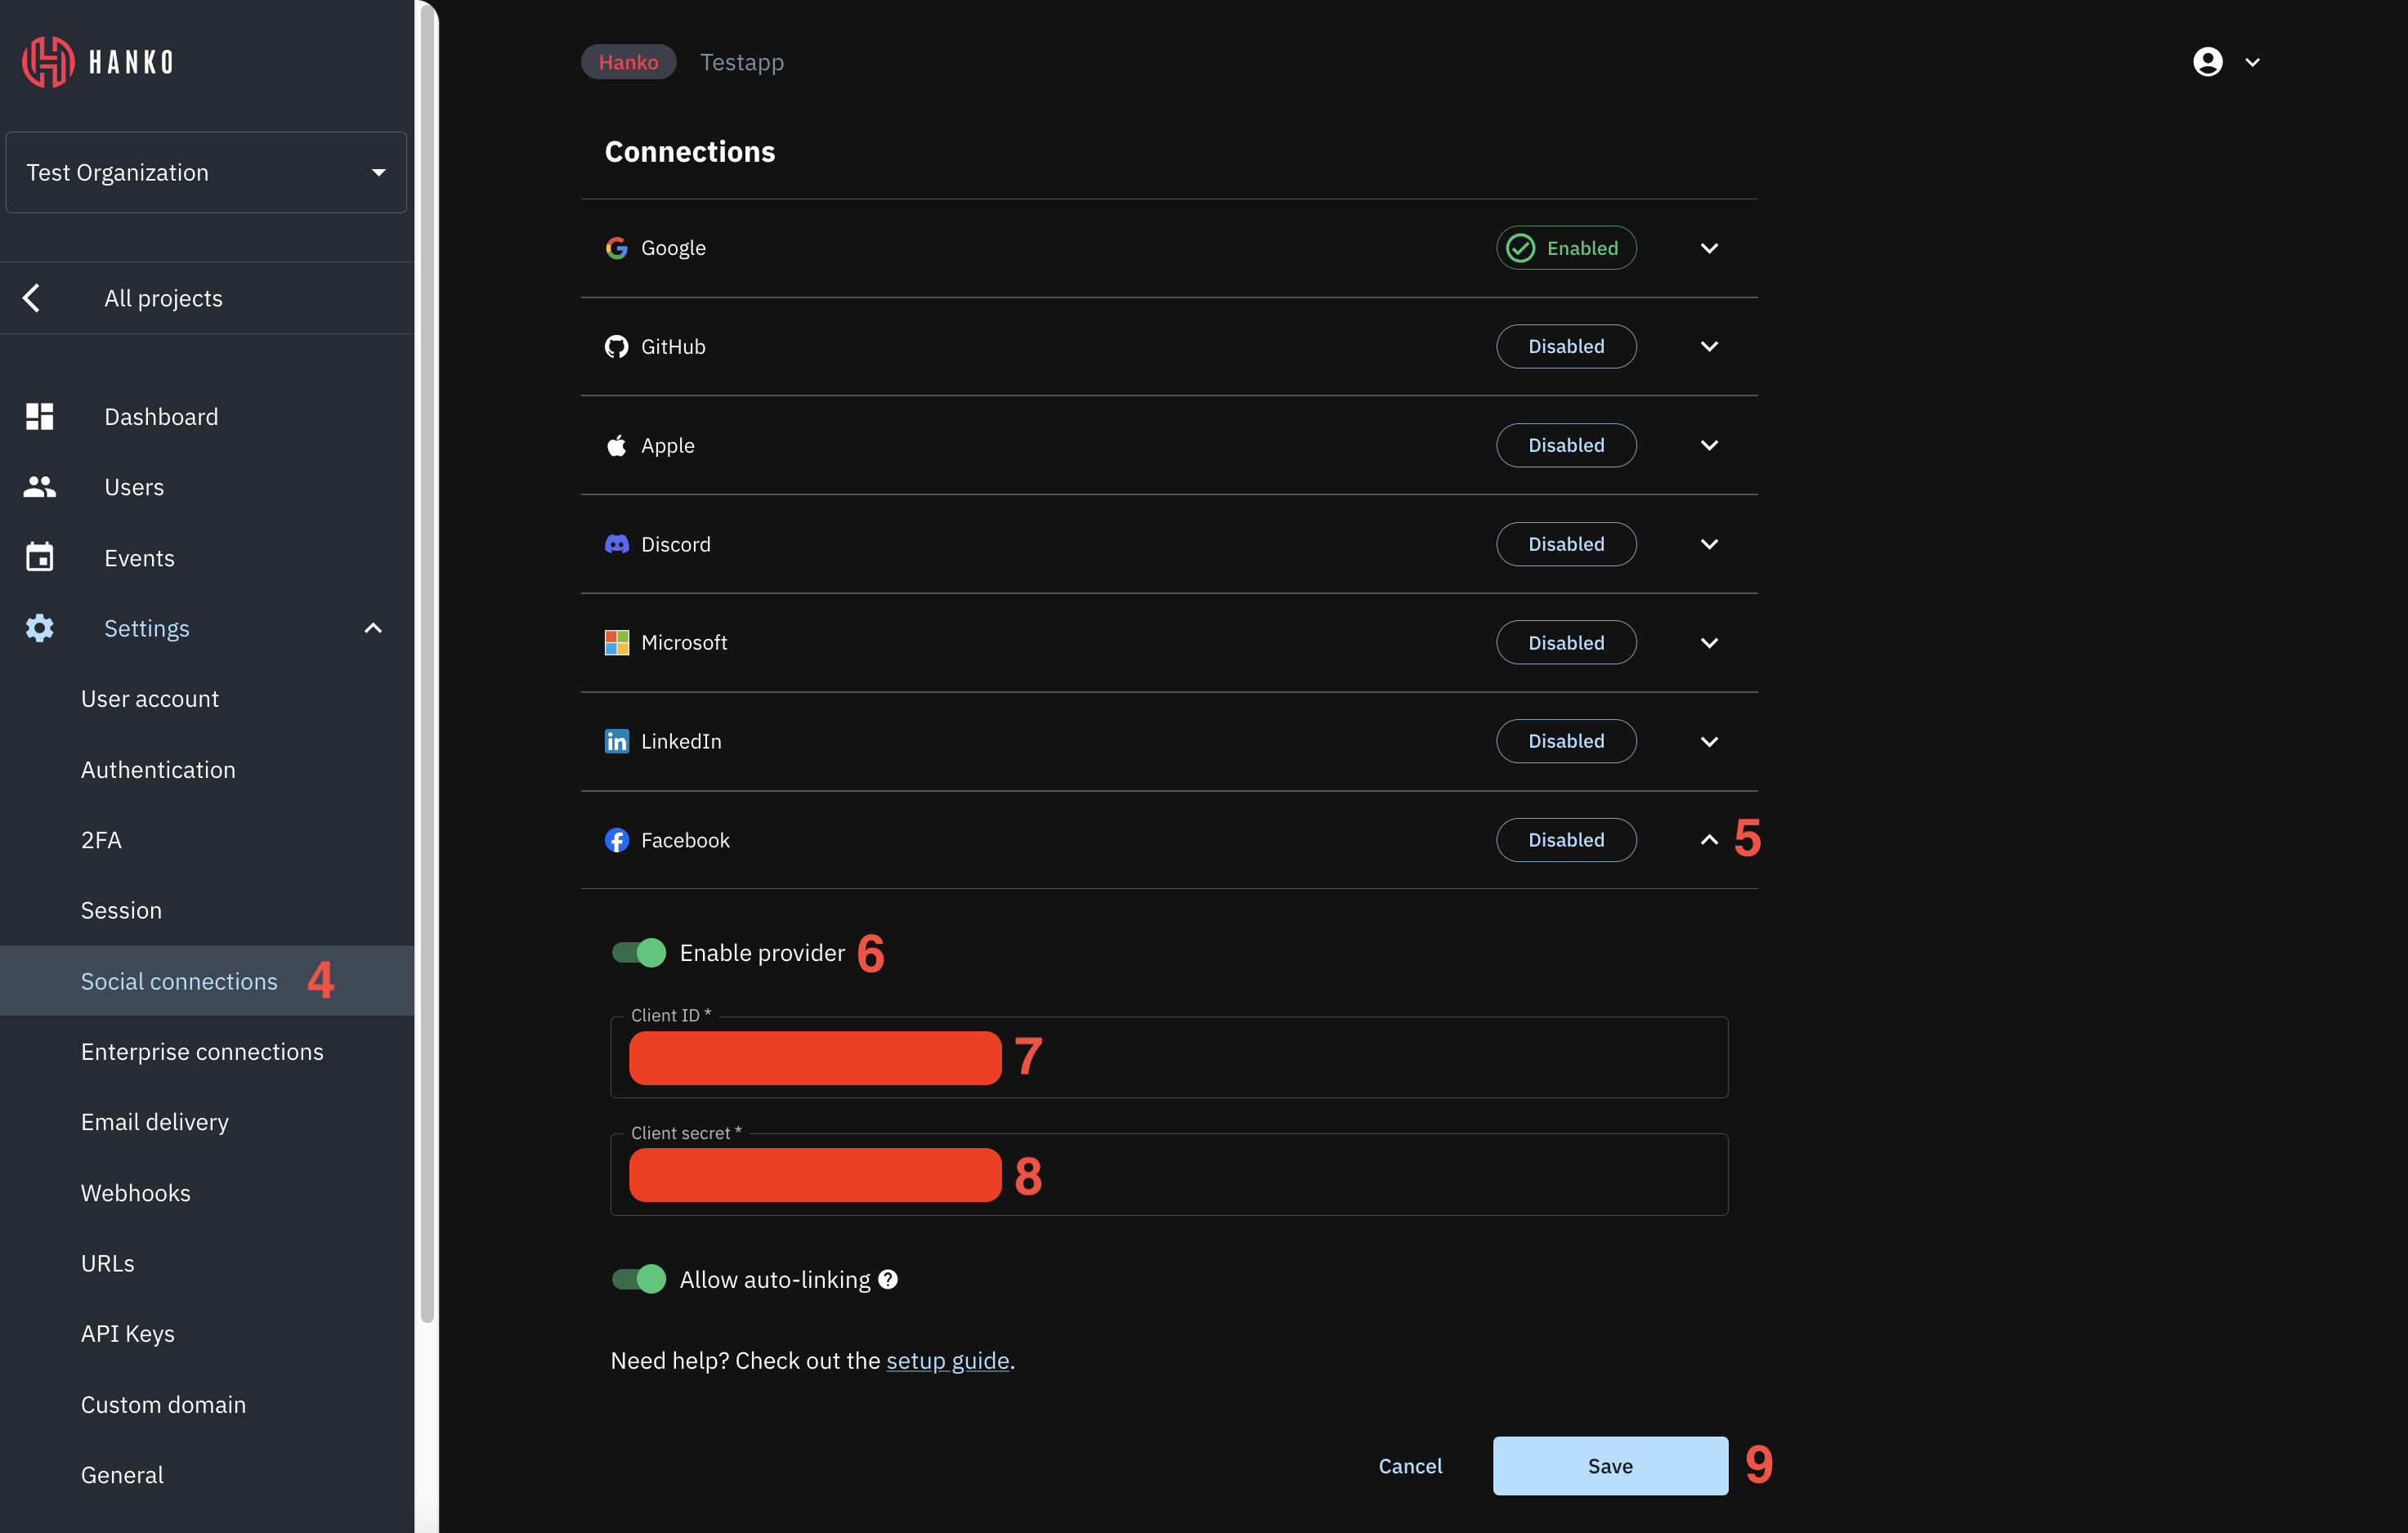 HANKO
Test Organization
All projects
Dashboard
Users
Events
Settings
User account
Authentication
2FA
Session
Social connections 4
Enterprise connections
Email delivery
Webhooks
URLs
API Keys
Custom domain
General
Hanko Testapp
Connections
Google Enabled
GitHub Disabled
Apple Disabled
Discord Disabled
Microsoft Disabled
LinkedIn Disabled
Facebook Disabled 5
Enable provider 6
Client ID *
7
Client secret *
8
Allow auto-linking ?
Need help? Check out the setup guide.
Cancel Save 9